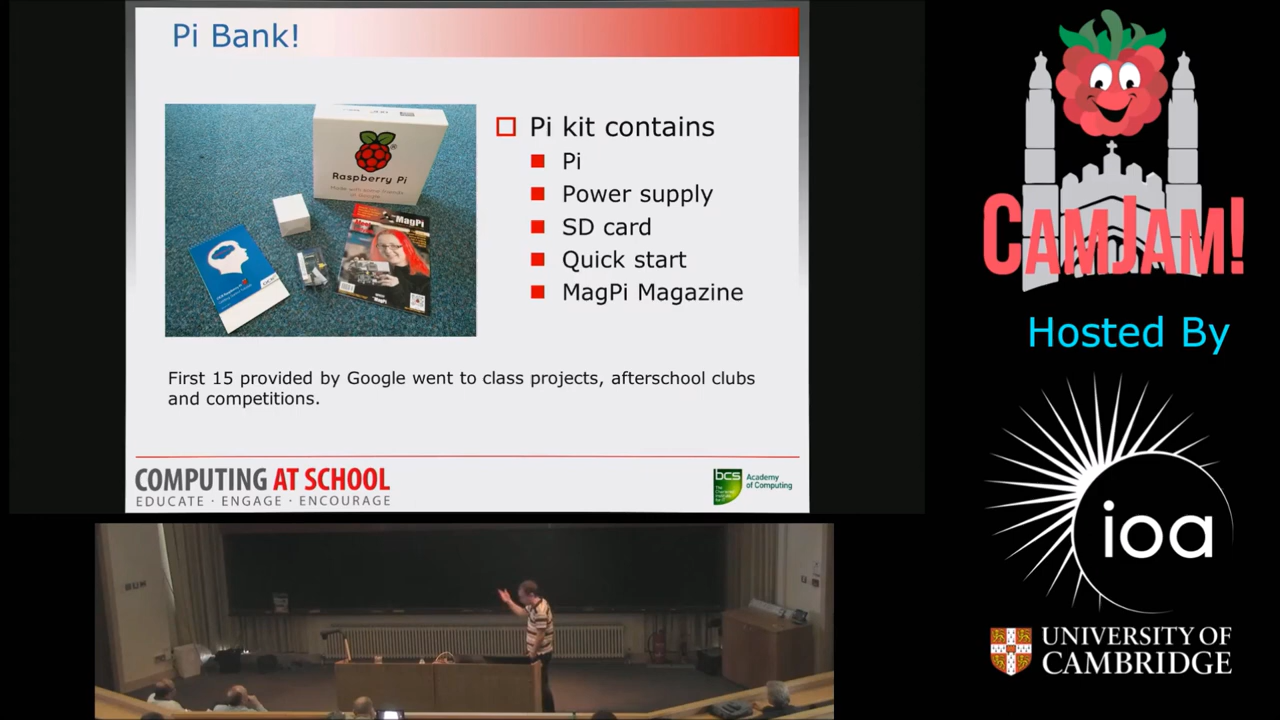 Pi Bank!
Raspberry Pi
MagPi
Pi kit contains
Pi
Power supply
SD card
Quick start
MagPi Magazine
First 15 provided by Google went to class projects, afterschool clubs
and competitions.
COMPUTING AT SCHOOL
EDUCATE · ENGAGE · ENCOURAGE
bcs
Academy
of Computing
CAMJAM!
Hosted By
ioa
UNIVERSITY OF
CAMBRIDGE